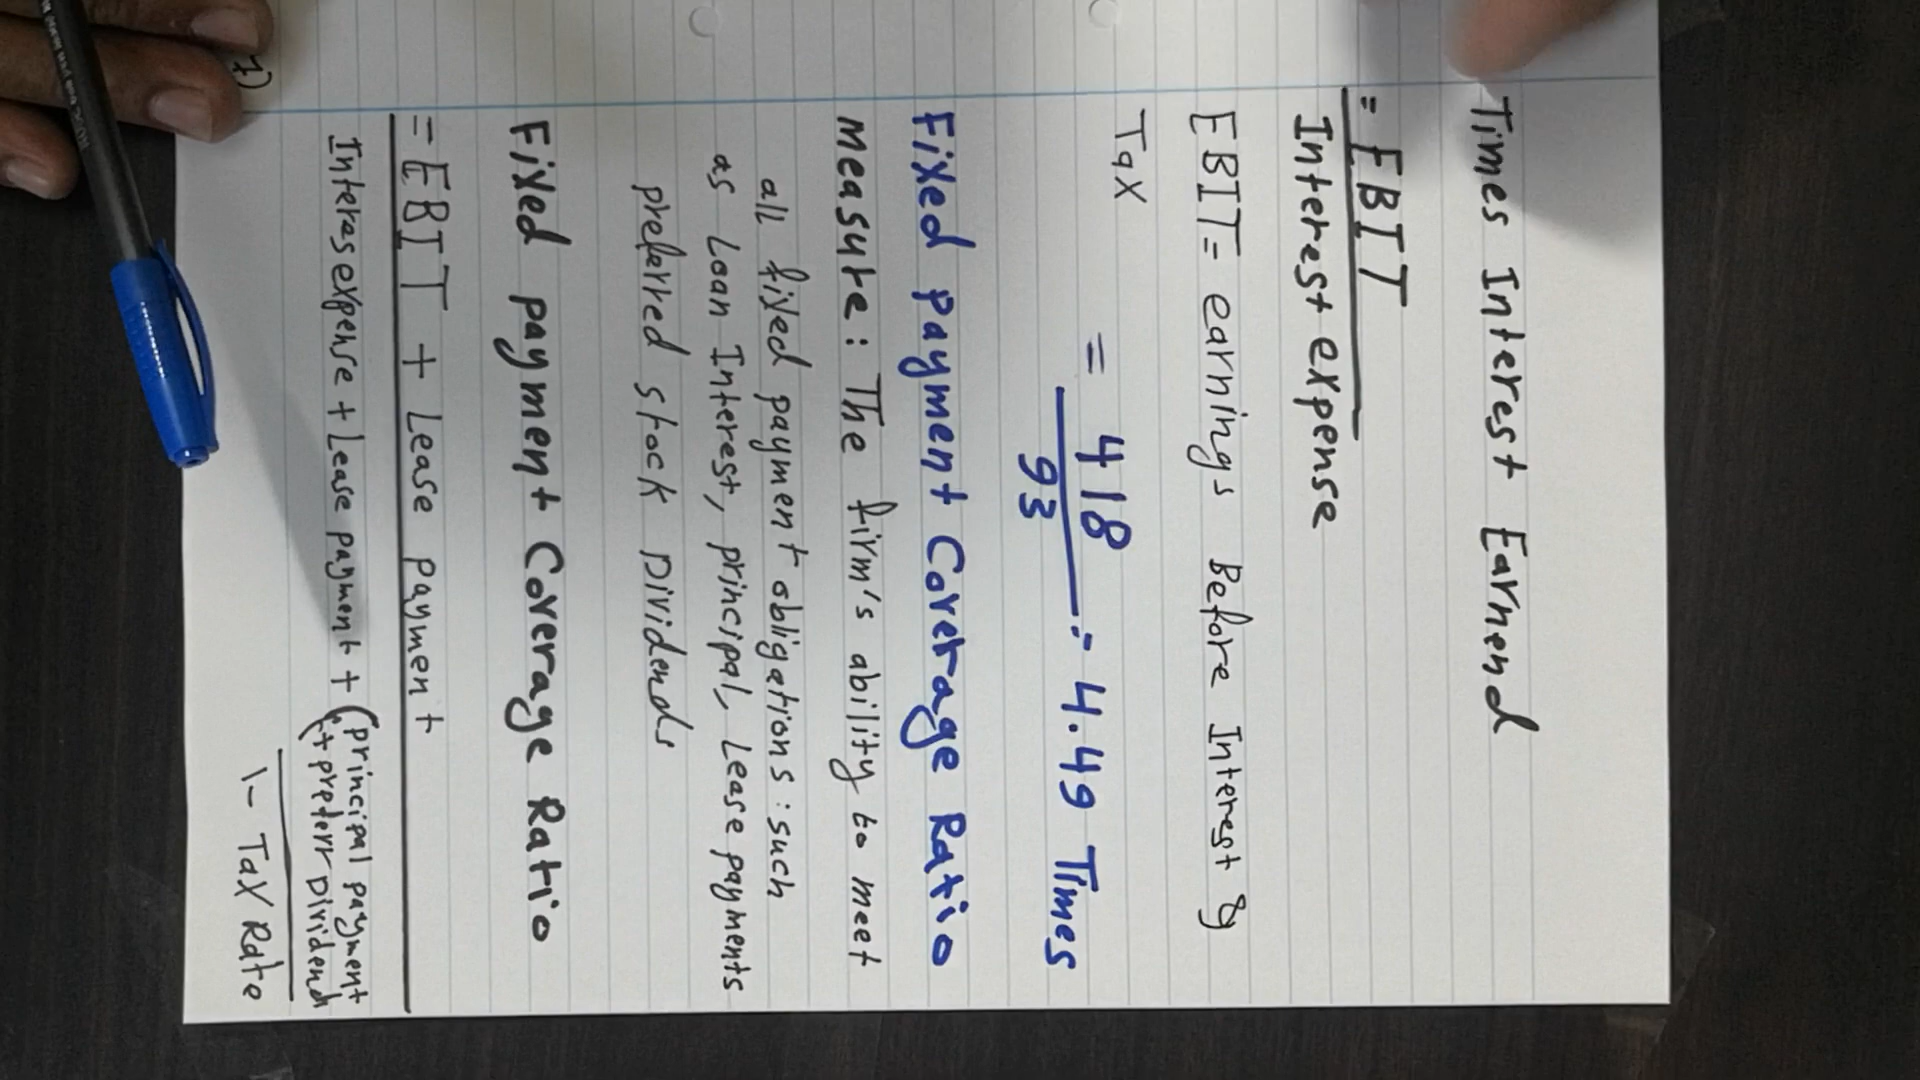 Times Interest Earnend
= EBIT
Interest expense
EBIT = earnings Before Interest &
Tax
= 418
93
= 4.49 Times
Fixed Payment Coverage Ratio
measure: The firm's ability to meet
all fixed payment obligations: such
as Loan Interest, principal, Lease payments
preferred stock Dividends
Fixed payment Coverage Ratio
= EBIT + Lease payment
Interes expense + Lease payment + (principal payment
+ preferr Dividend)
1- Tax Rate